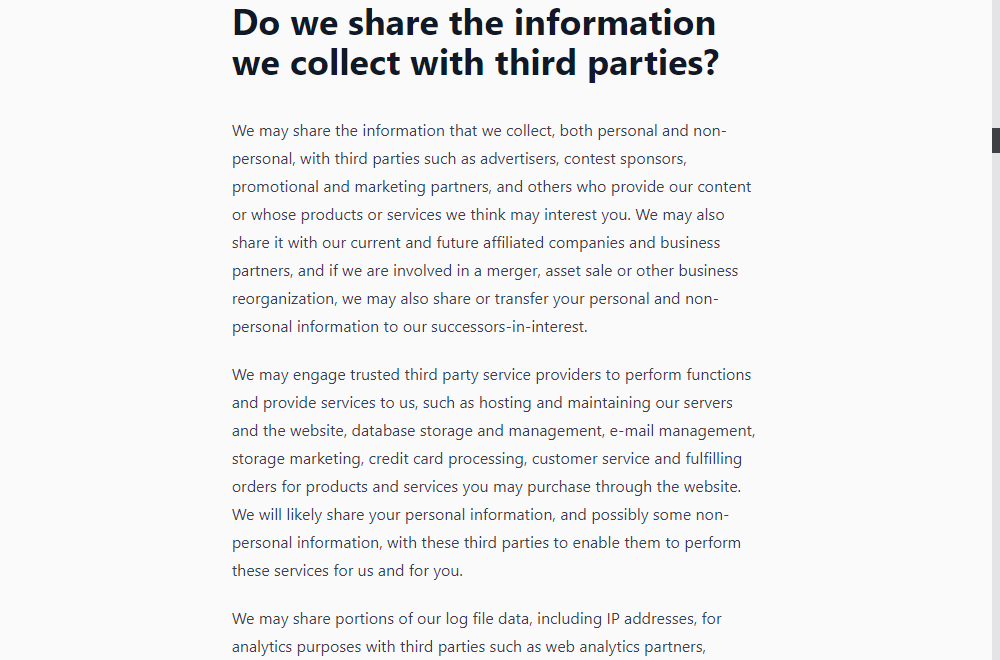 Do we share the information
we collect with third parties?
We may share the information that we collect, both personal and non-
personal, with third parties such as advertisers, contest sponsors,
promotional and marketing partners, and others who provide our content
or whose products or services we think may interest you. We may also
share it with our current and future affiliated companies and business
partners, and if we are involved in a merger, asset sale or other business
reorganization, we may also share or transfer your personal and non-
personal information to our successors-in-interest.
We may engage trusted third party service providers to perform functions
and provide services to us, such as hosting and maintaining our servers
and the website, database storage and management, e-mail management,
storage marketing, credit card processing, customer service and fulfilling
orders for products and services you may purchase through the website.
We will likely share your personal information, and possibly some non-
personal information, with these third parties to enable them to perform
these services for us and for you.
We may share portions of our log file data, including IP addresses, for
analytics purposes with third parties such as web analytics partners,